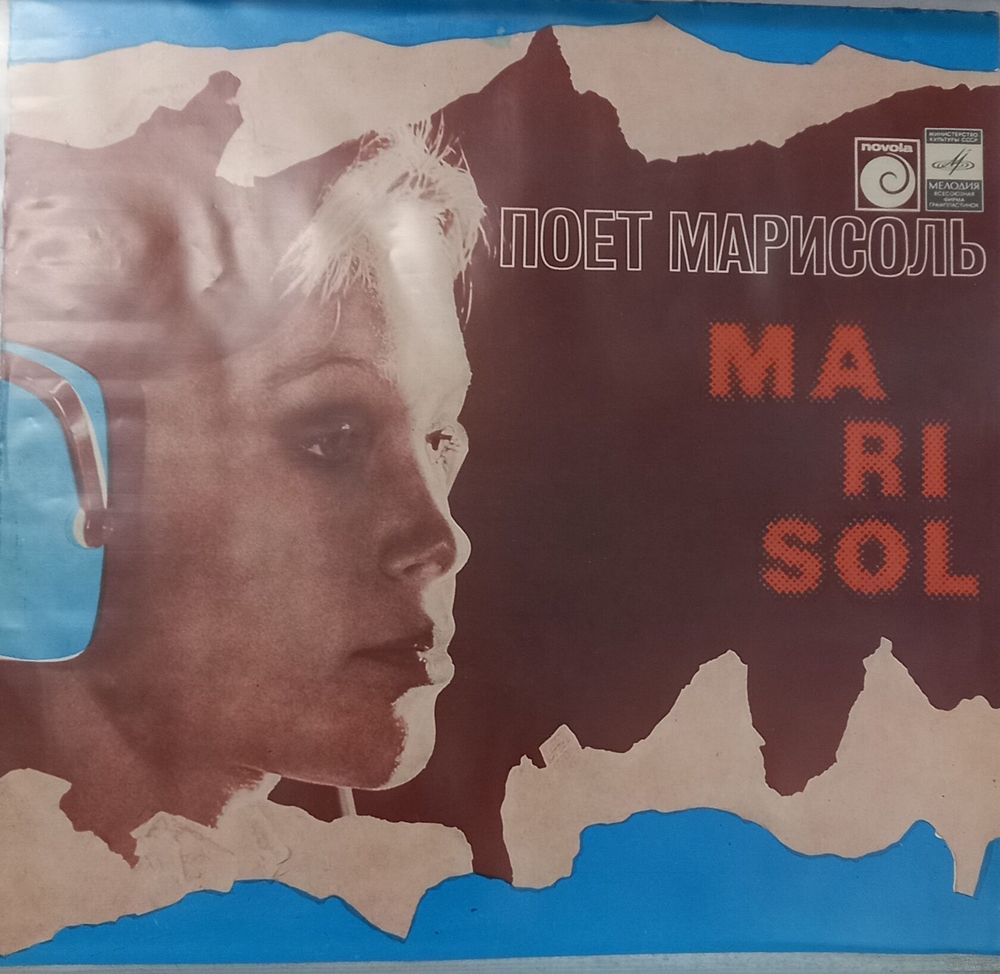 novola
МИНИСТЕРСТВО
КУЛЬТУРЫ СССР
МЕЛОДИЯ
ВСЕСОЮЗНАЯ
ФИРМА
ГРАМПЛАСТИНОК
ПОЕТ МАРИСОЛЬ
MA
RI
SOL